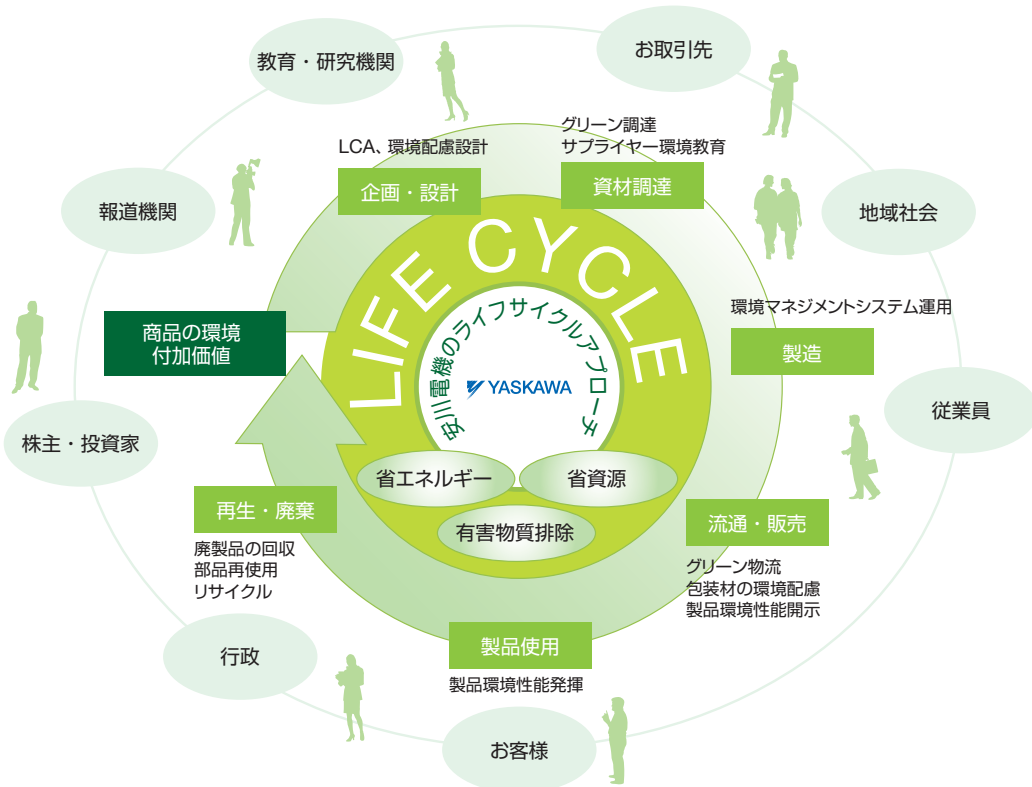 教育・研究機関
お取引先
報道機関
地域社会
株主・投資家
従業員
行政
お客様
LCA、環境配慮設計
企画・設計
グリーン調達
サプライヤー環境教育
資材調達
環境マネジメントシステム運用
製造
流通・販売
グリーン物流
包装材の環境配慮
製品環境性能開示
製品使用
製品環境性能発揮
再生・廃棄
廃製品の回収
部品再使用
リサイクル
商品の環境
付加価値
LIFE CYCLE
安川電機のライフサイクルアプローチ
YASKAWA
省エネルギー
省資源
有害物質排除